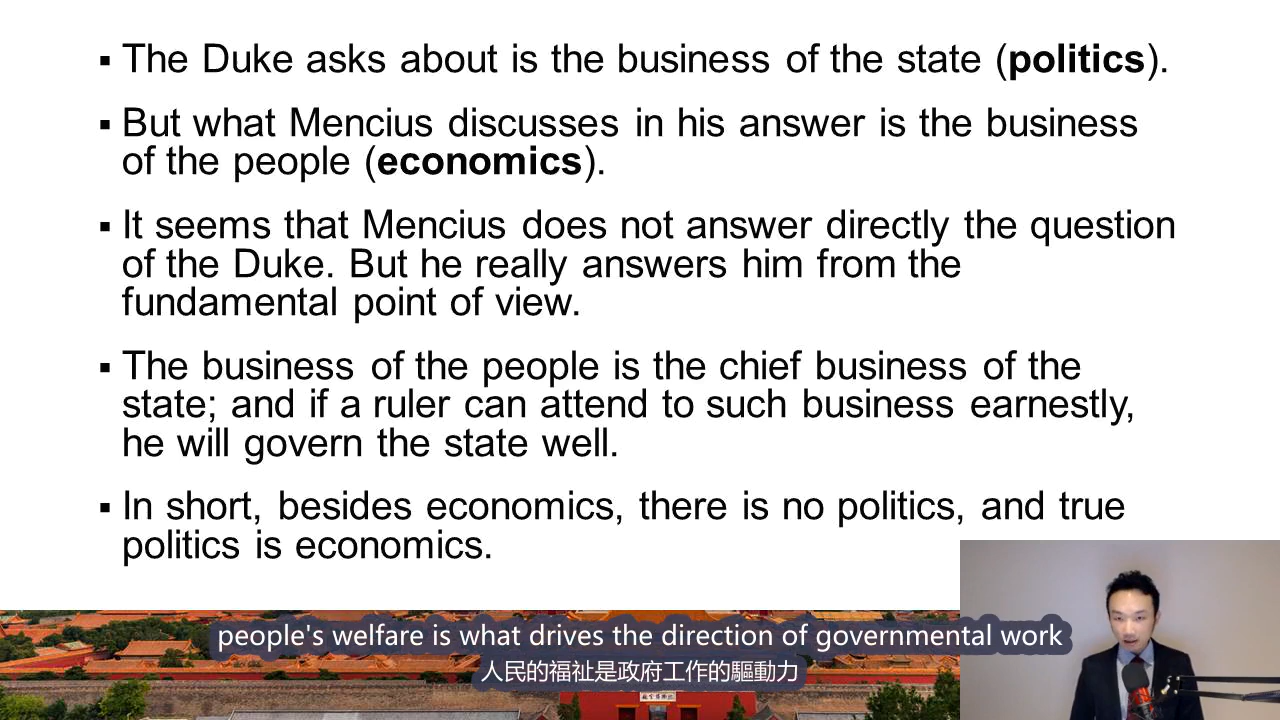 ▪ The Duke asks about is the business of the state (politics).
▪ But what Mencius discusses in his answer is the business
of the people (economics).
▪ It seems that Mencius does not answer directly the question
of the Duke. But he really answers him from the
fundamental point of view.
▪ The business of the people is the chief business of the
state; and if a ruler can attend to such business earnestly,
he will govern the state well.
▪ In short, besides economics, there is no politics, and true
politics is economics.
people's welfare is what drives the direction of governmental work
人民的福祉是政府工作的驅動力